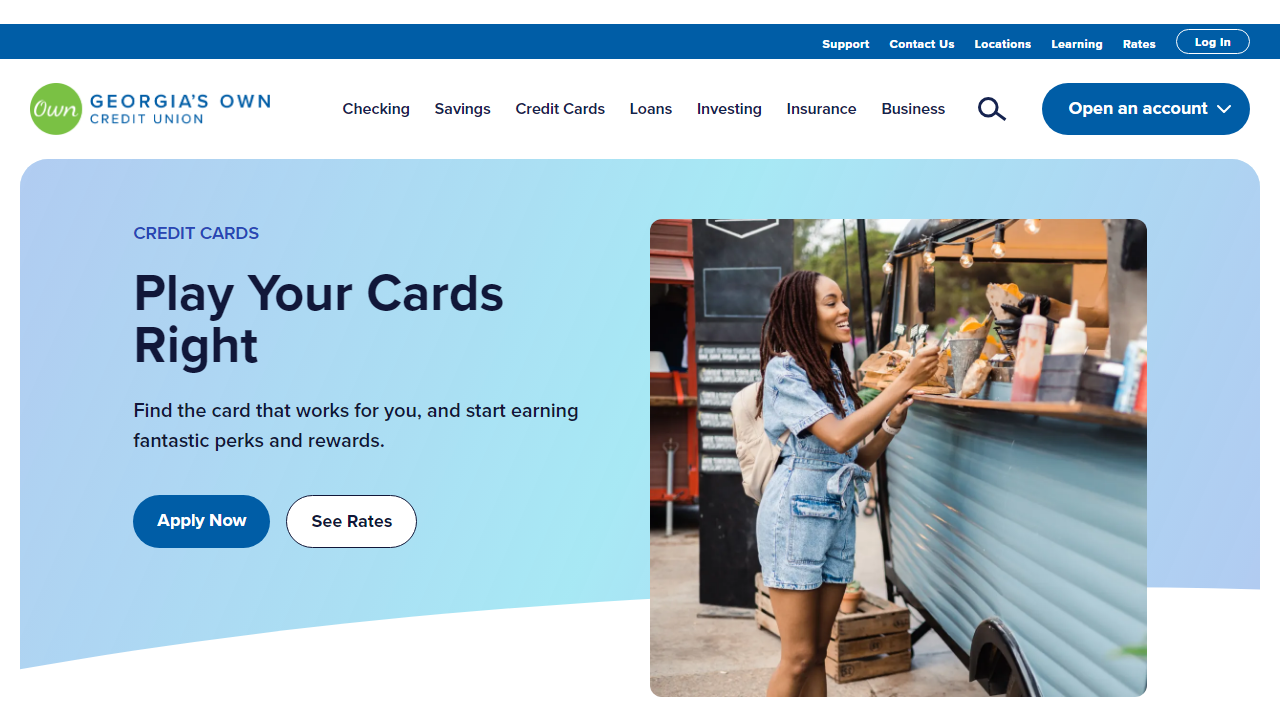 Support Contact Us Locations Learning Rates Log In
Own GEORGIA'S OWN
CREDIT UNION
Checking Savings Credit Cards Loans Investing Insurance Business Open an account
CREDIT CARDS
Play Your Cards
Right
Find the card that works for you, and start earning
fantastic perks and rewards.
Apply Now See Rates